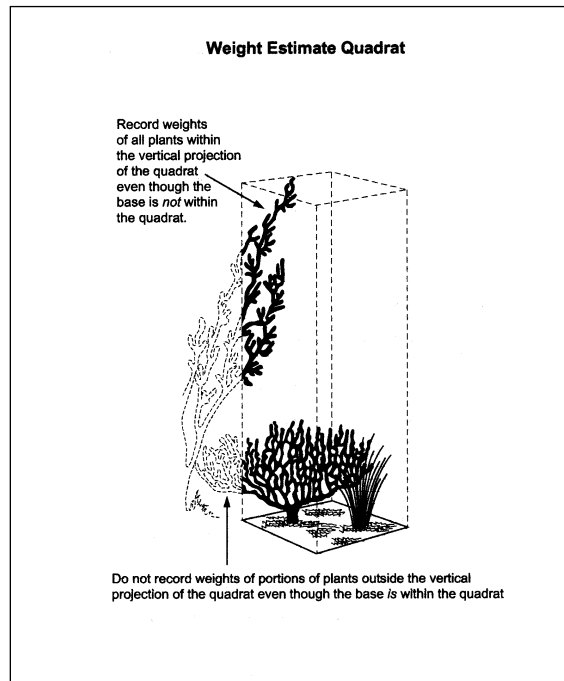 Weight Estimate Quadrat
Record weights
of all plants within
the vertical projection
of the quadrat
even though the
base is not within
the quadrat.
Do not record weights of portions of plants outside the vertical
projection of the quadrat even though the base is within the quadrat